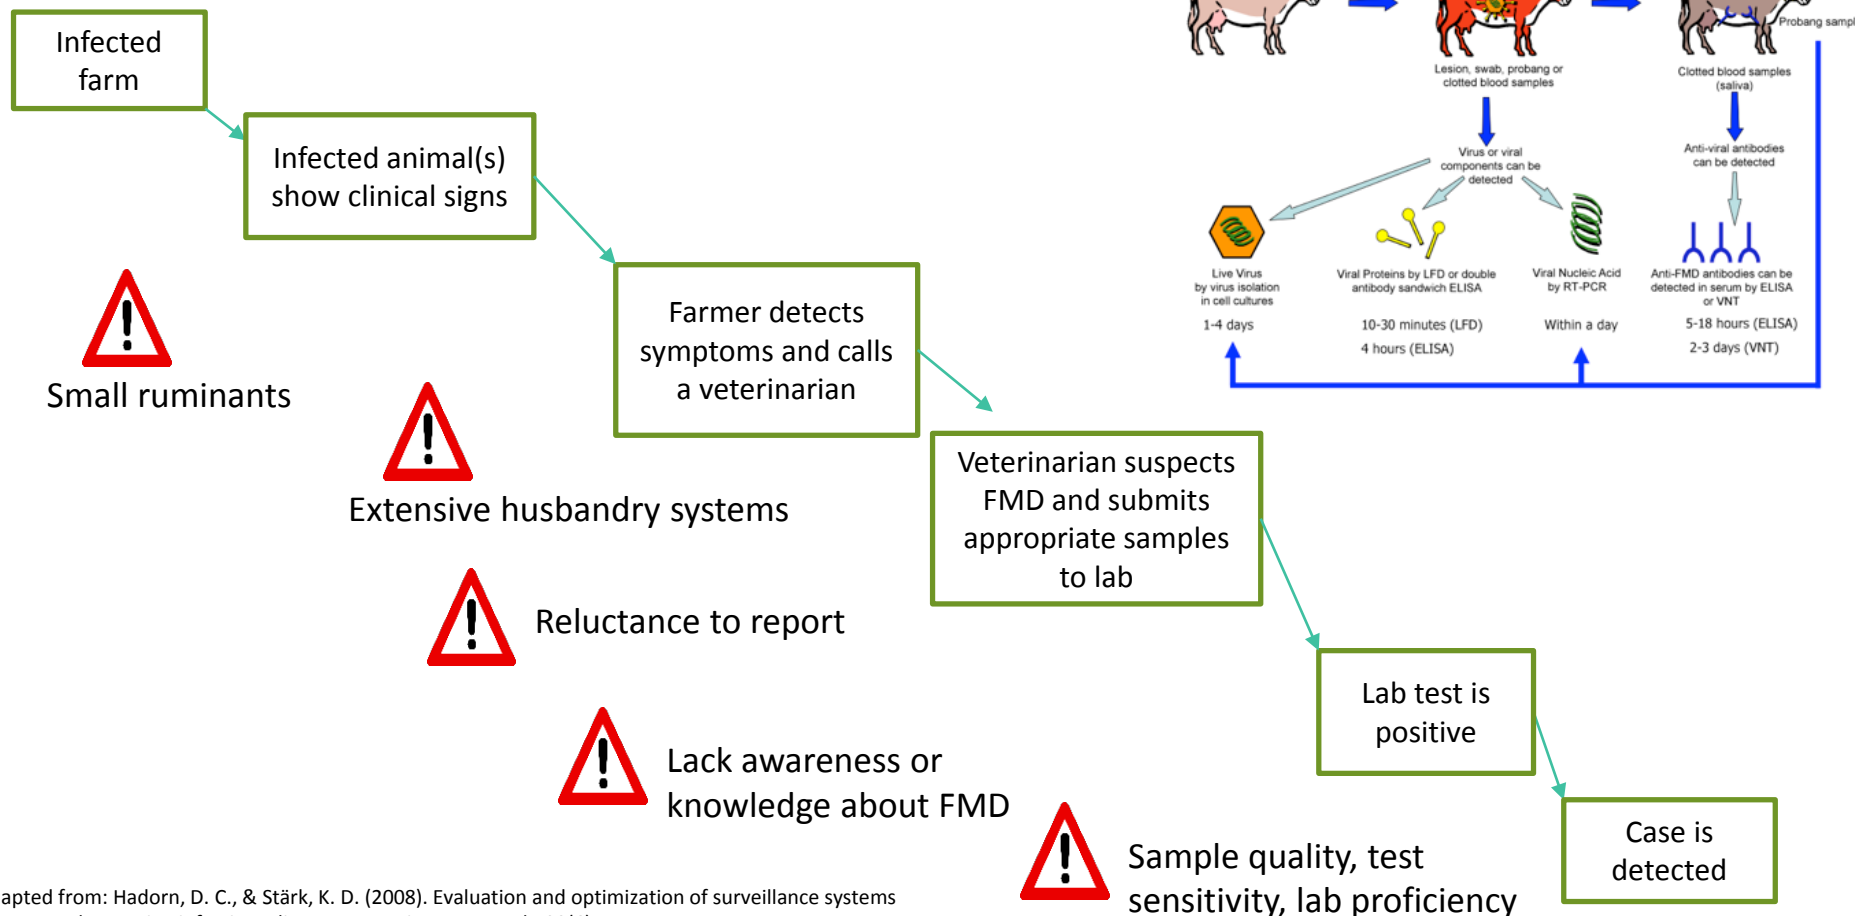 Infected
farm
Infected animal(s)
show clinical signs
Farmer detects
symptoms and calls
a veterinarian
Veterinarian suspects
FMD and submits
appropriate samples
to lab
Lab test is
positive
Case is
detected
Small ruminants
Extensive husbandry systems
Reluctance to report
Lack awareness or
knowledge about FMD
Sample quality, test
sensitivity, lab proficiency
Probang sampl
Lesion, swab, probang or
clotted blood samples
Clotted blood samples
(saliva)
Virus or viral
components can be
detected
Anti-viral antibodies
can be detected
Live Virus
by virus isolation
in cell cultures
1-4 days
Viral Proteins by LFD or double
antibody sandwich ELISA
10-30 minutes (LFD)
4 hours (ELISA)
Viral Nucleic Acid
by RT-PCR
Within a day
Anti-FMD antibodies can be
detected in serum by ELISA
or VNT
5-18 hours (ELISA)
2-3 days (VNT)
apted from: Hadorn, D. C., & Stärk, K. D. (2008). Evaluation and optimization of surveillance systems